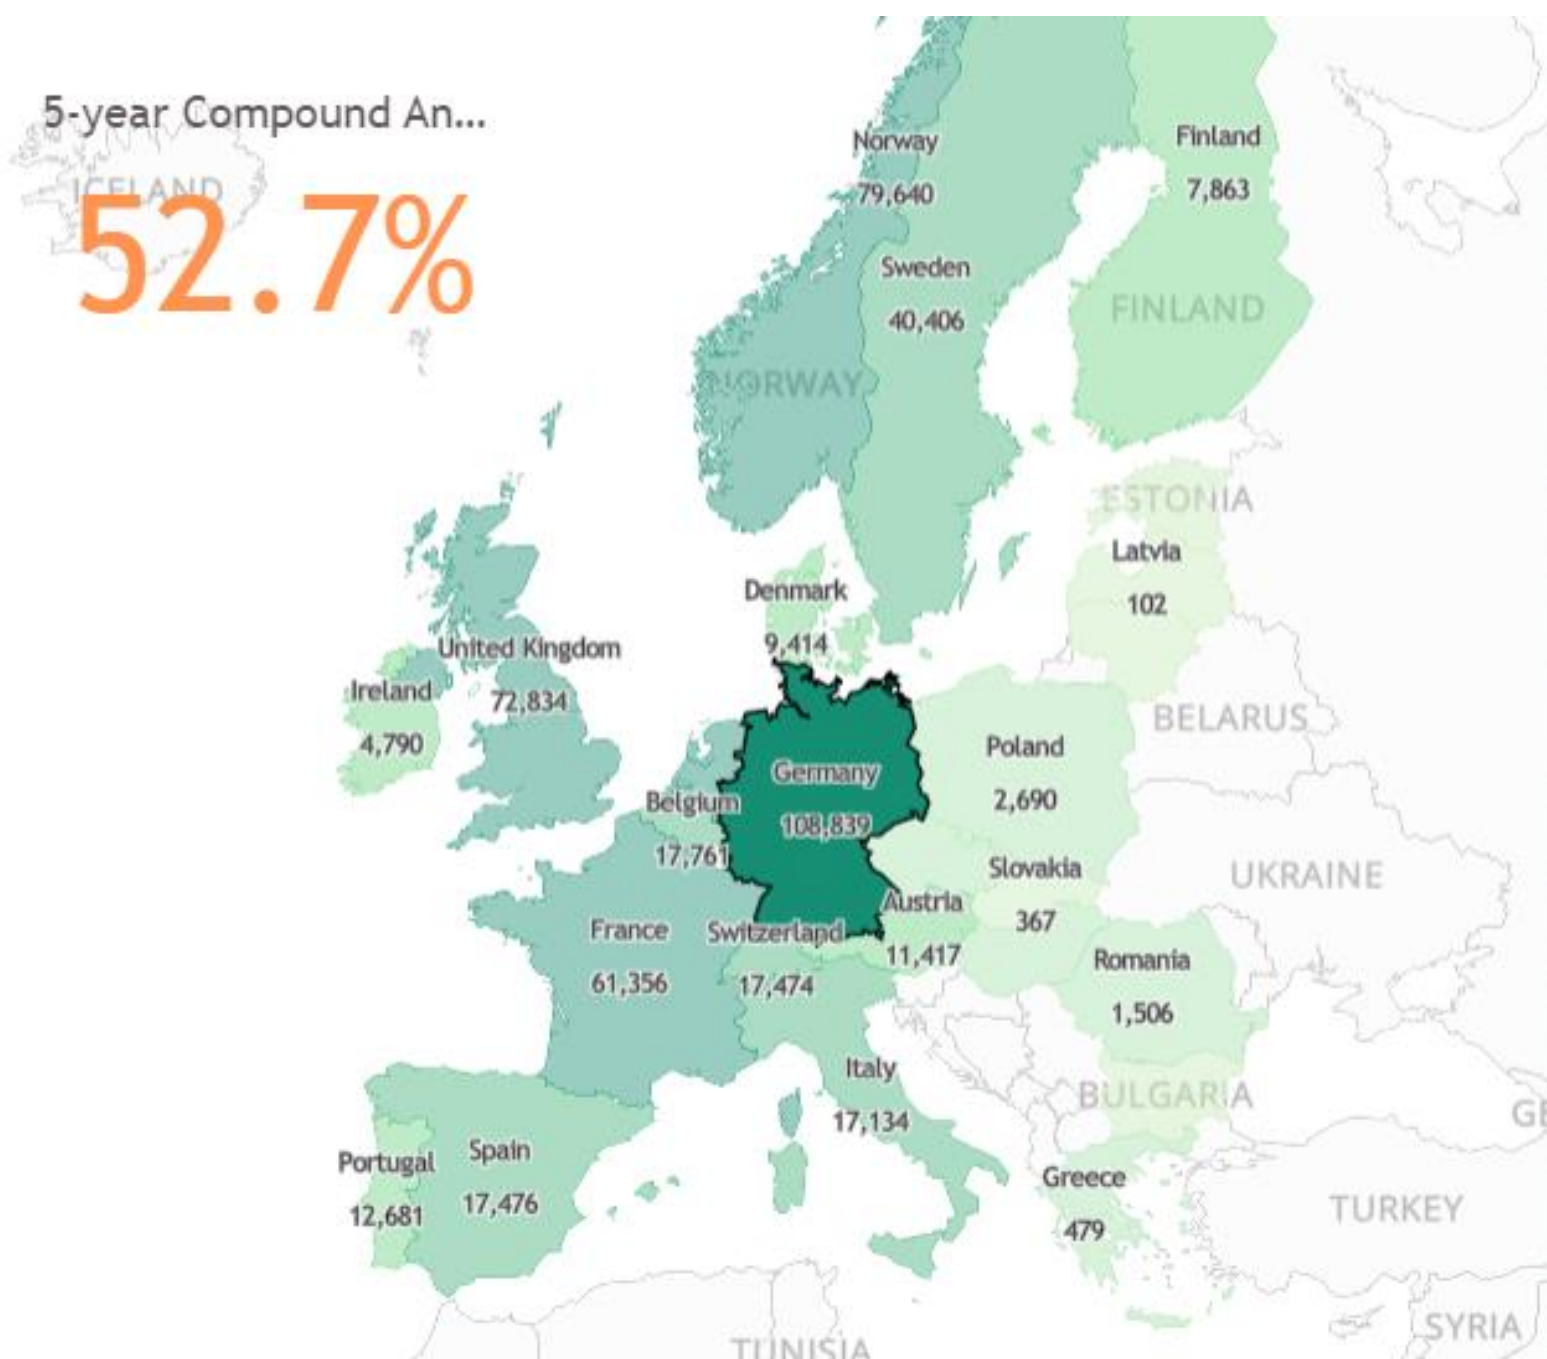 5-year Compound An...
ICELAND
52.7%
Norway
79,640
Finland
7,863
Sweden
40,406
FINLAND
NORWAY
ESTONIA
Latvia
102
Denmark
9,414
United Kingdom
72,834
Ireland
4,790
BELARUS
Poland
2,690
Germany
108,839
Belgium
17,761
Slovakia
367
UKRAINE
Austria
11,417
France
61,356
Switzerland
17,474
Romania
1,506
Italy
17,134
BULGARIA
GE
Portugal
12,681
Spain
17,476
Greece
479
TURKEY
SYRIA
TUNISIA